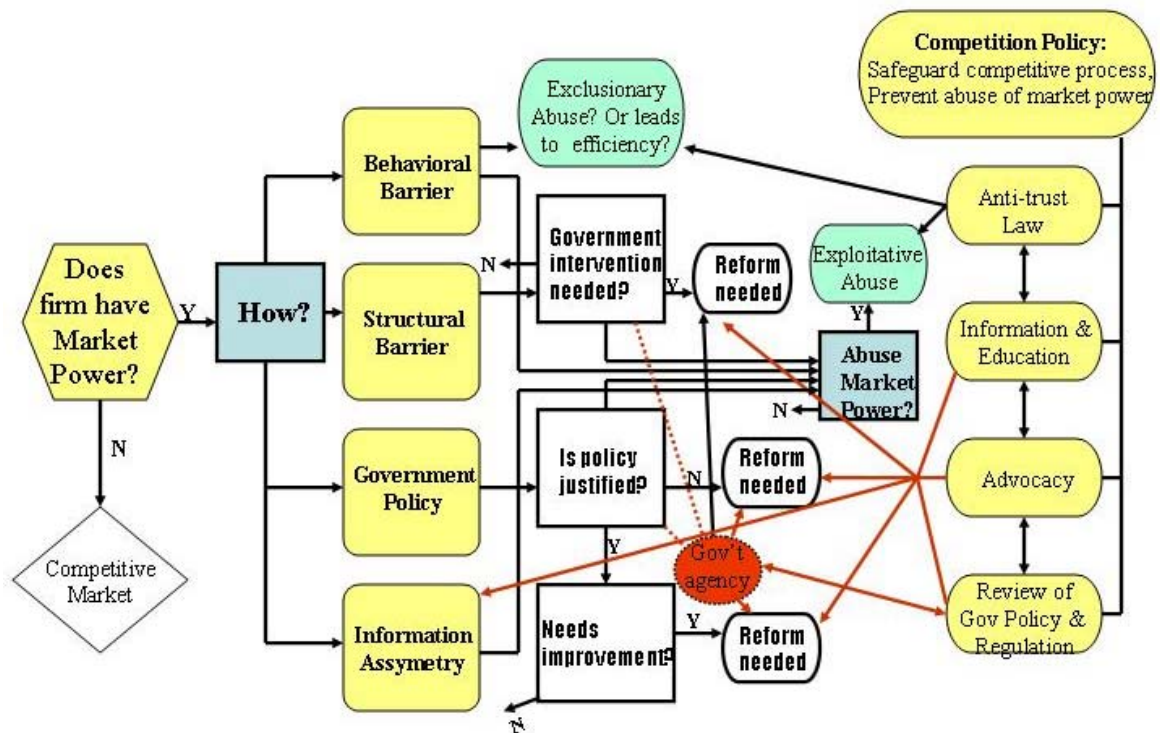 Competition Policy:
Safeguard competitive process,
Prevent abuse of market power
Exclusionary
Abuse? Or leads
to efficiency?
Behavioral
Barrier
Anti-trust
Law
Government
intervention
needed?
N
Y
Reform
needed
Exploitative
Abuse
Does
firm have
Market
Power?
Y
How?
Structural
Barrier
Y
Information &
Education
Abuse
Market
Power?
N
N
Government
Policy
Is policy
justified?
N
Reform
needed
Advocacy
Y
Competitive
Market
Gov't
agency
Information
Assymetry
Needs
improvement?
Y
Reform
needed
Review of
Gov Policy &
Regulation
N